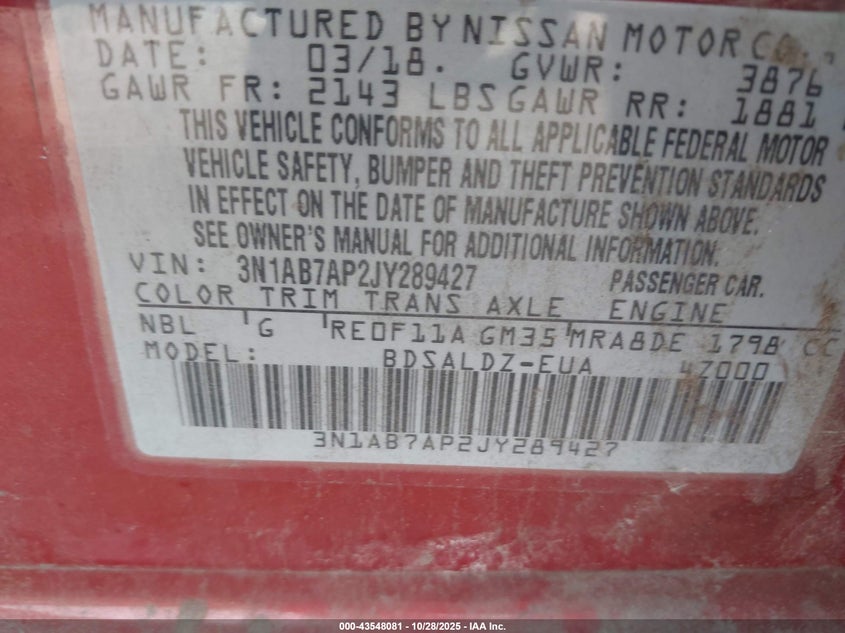 MANUFACTURED BY NISSAN MOTOR CO.,
DATE: 03/18. GVWR: 3876
GAWR FR: 2143 LBS GAWR RR: 1881
THIS VEHICLE CONFORMS TO ALL APPLICABLE FEDERAL MOTOR
VEHICLE SAFETY, BUMPER AND THEFT PREVENTION STANDARDS
IN EFFECT ON THE DATE OF MANUFACTURE SHOWN ABOVE.
SEE OWNER'S MANUAL FOR ADDITIONAL INFORMATION.
VIN: 3N1AB7AP2JY289427 PASSENGER CAR.
COLOR TRIM TRANS AXLE ENGINE
NBL G RE0F11A GM35 MRA8DE 1798 CC
MODEL: BDSALDZ-EUA 4Z000
3N1AB7AP2JY289427
000-43548081 - 10/28/2025 - IAA Inc.